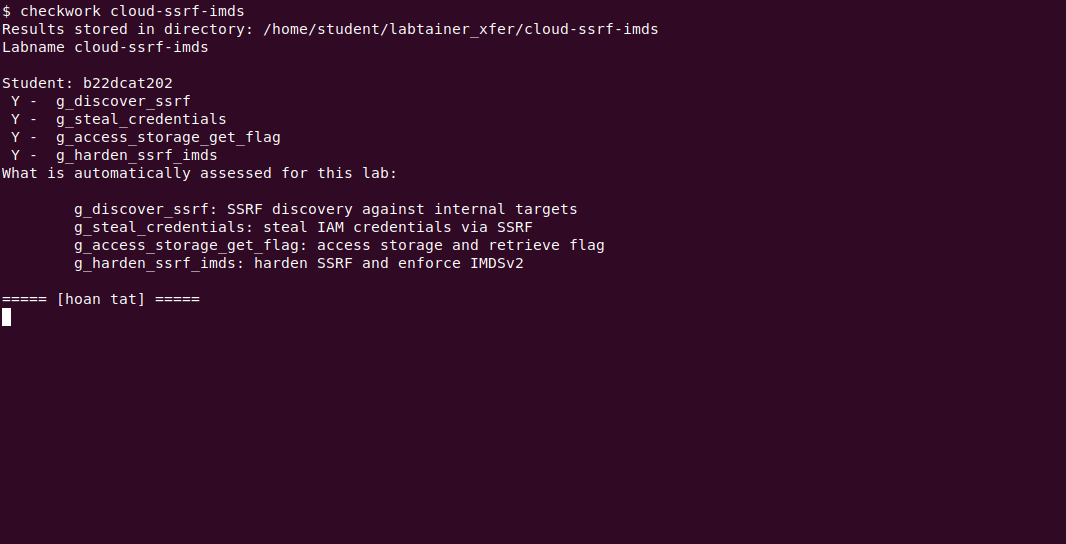 $ checkwork cloud-ssrf-imds
Results stored in directory: /home/student/labtainer_xfer/cloud-ssrf-imds
Labname cloud-ssrf-imds

Student: b22dcat202
 Y -  g_discover_ssrf
 Y -  g_steal_credentials
 Y -  g_access_storage_get_flag
 Y -  g_harden_ssrf_imds
What is automatically assessed for this lab:

        g_discover_ssrf: SSRF discovery against internal targets
        g_steal_credentials: steal IAM credentials via SSRF
        g_access_storage_get_flag: access storage and retrieve flag
        g_harden_ssrf_imds: harden SSRF and enforce IMDSv2

===== [hoan tat] =====